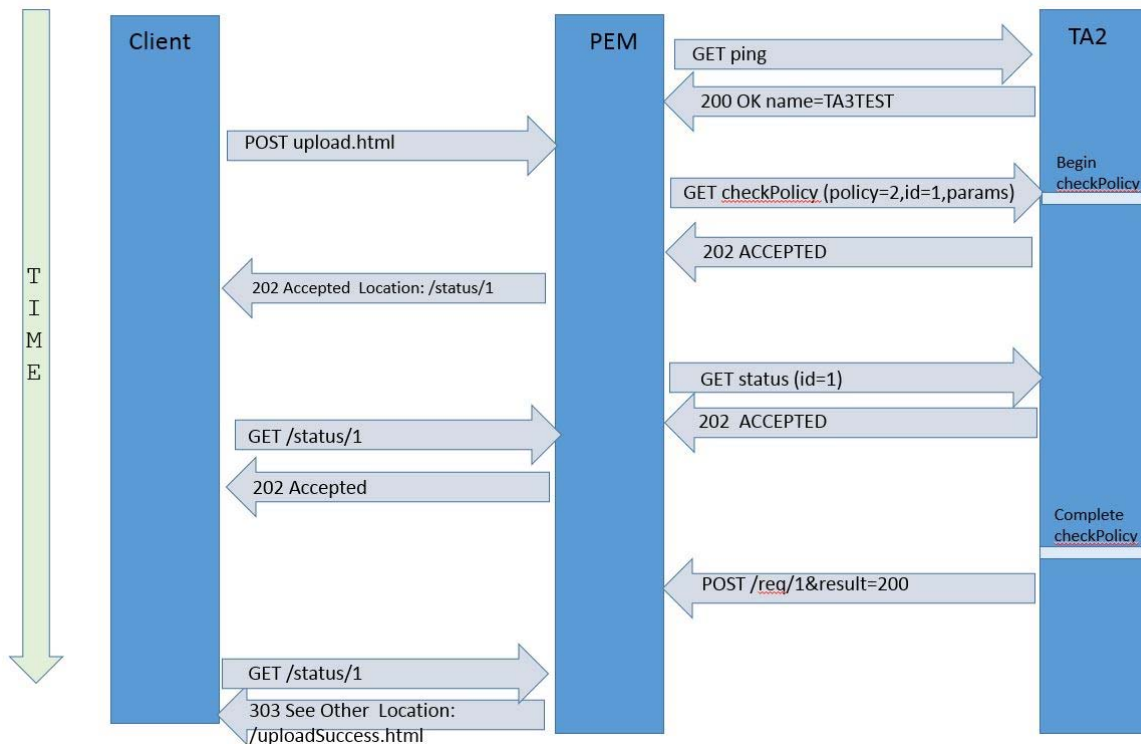 Client
PEM
TA2
GET ping
200 OK name=TA3TEST
POST upload.html
Begin
checkPolicy
GET checkPolicy (policy=2,id=1,params)
202 ACCEPTED
202 Accepted Location: /status/1
T
I
M
E
GET status (id=1)
202 ACCEPTED
GET /status/1
202 Accepted
Complete
checkPolicy
POST /req/1&result=200
GET /status/1
303 See Other Location:
/uploadSuccess.html